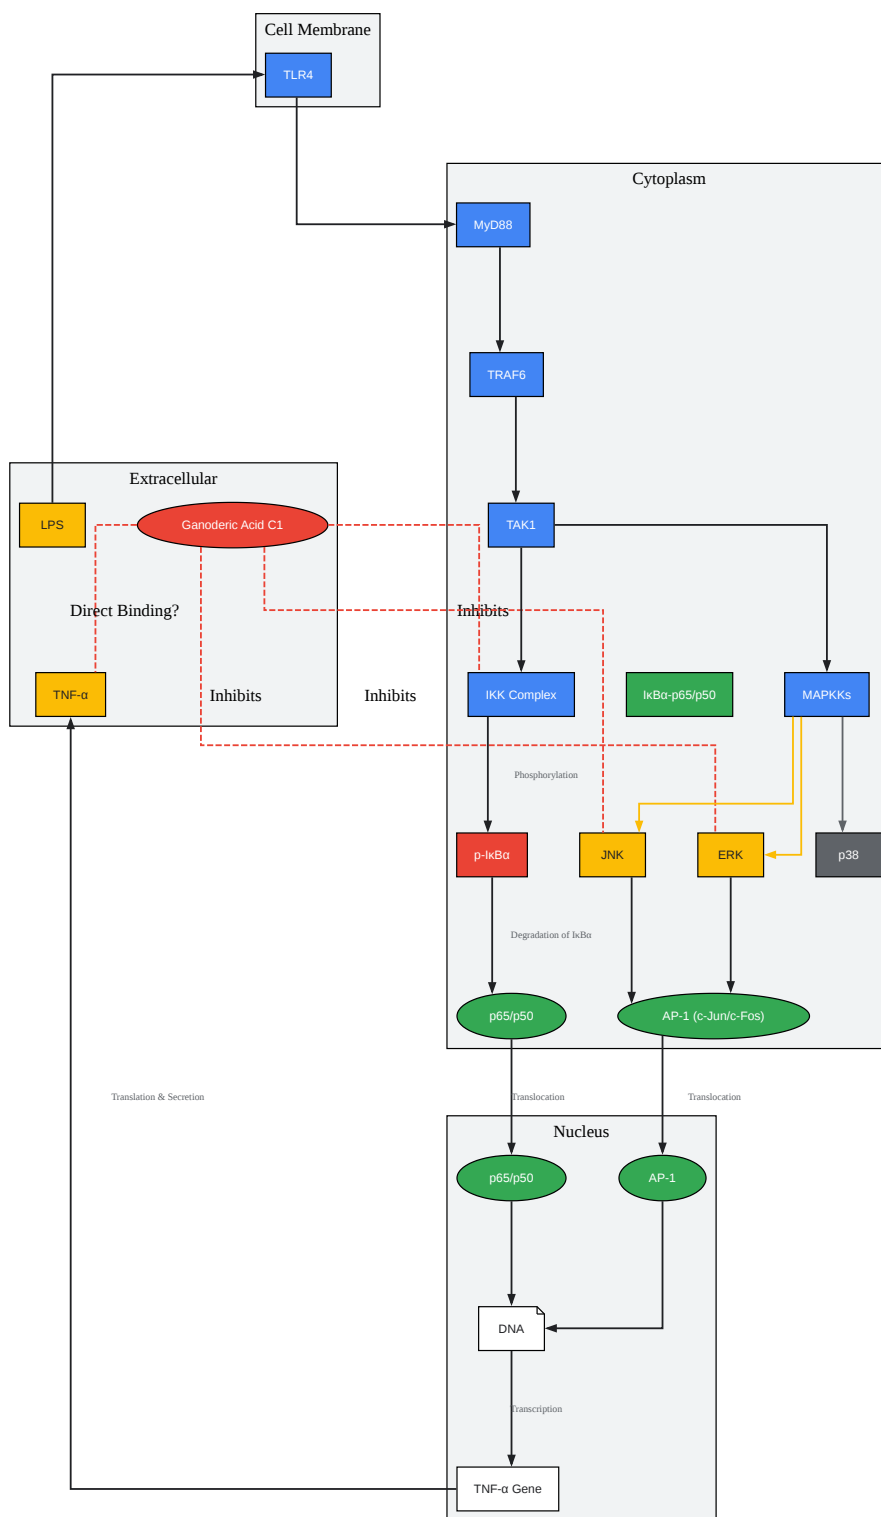 Cell Membrane
TLR4
Cytoplasm
MyD88
TRAF6
Extracellular
LPS
Ganoderic Acid C1
TAK1
Direct Binding?
Inhibits
TNF-α
Inhibits
Inhibits
IKK Complex
IκBα-p65/p50
MAPKKs
Phosphorylation
p-IκBα
JNK
ERK
p38
Degradation of IκBα
p65/p50
AP-1 (c-Jun/c-Fos)
Translation & Secretion
Translocation
Translocation
Nucleus
p65/p50
AP-1
DNA
Transcription
TNF-α Gene